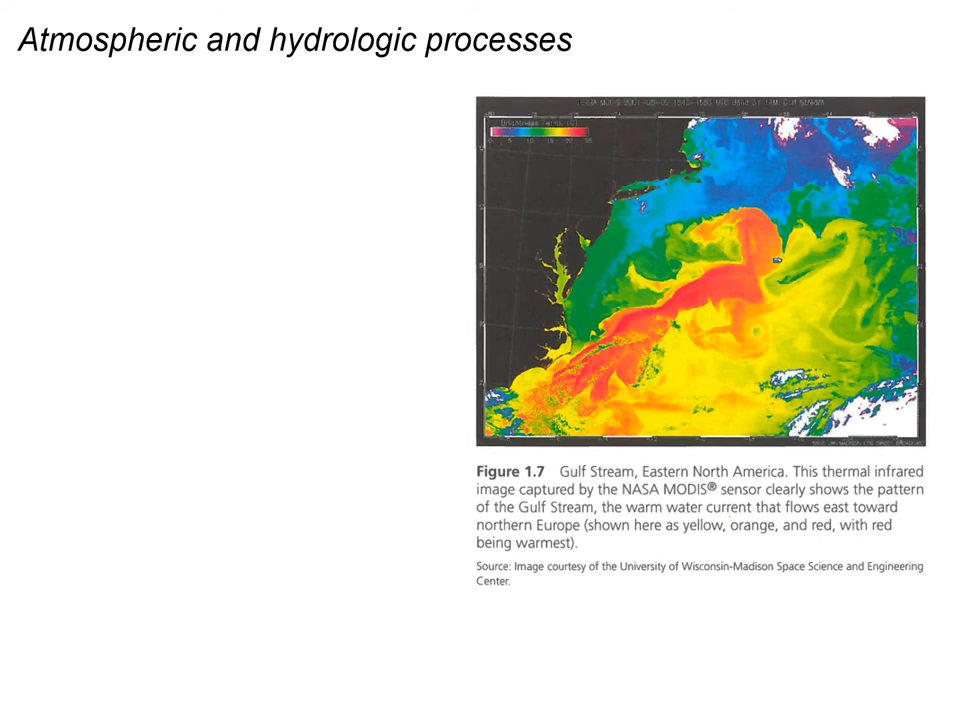 Atmospheric and hydrologic processes
Figure 1.7 Gulf Stream, Eastern North America. This thermal infrared
image captured by the NASA MODIS® sensor clearly shows the pattern
of the Gulf Stream, the warm water current that flows east toward
northern Europe (shown here as yellow, orange, and red, with red
being warmest).
Source: Image courtesy of the University of Wisconsin-Madison Space Science and Engineering
Center.